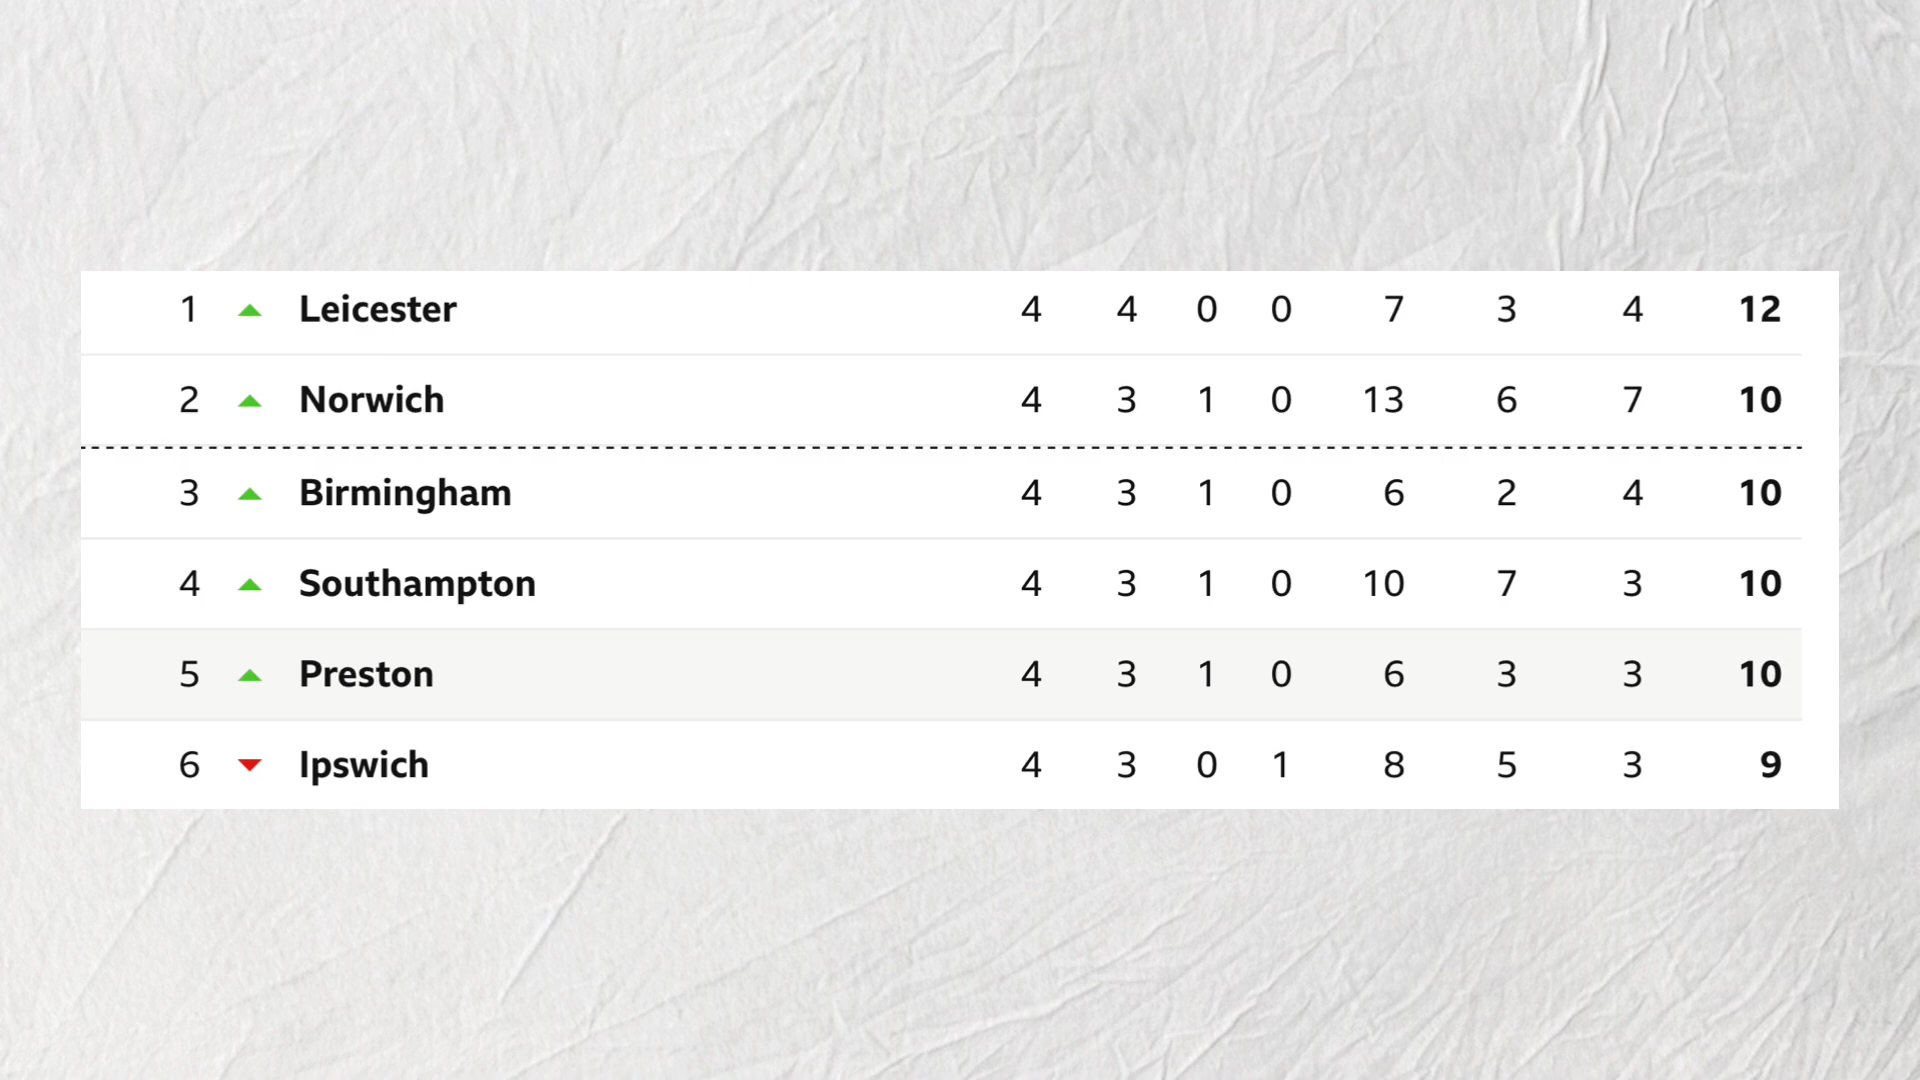 1 Leicester 4 4 0 0 7 3 4 12
2 Norwich 4 3 1 0 13 6 7 10
3 Birmingham 4 3 1 0 6 2 4 10
4 Southampton 4 3 1 0 10 7 3 10
5 Preston 4 3 1 0 6 3 3 10
6 Ipswich 4 3 0 1 8 5 3 9